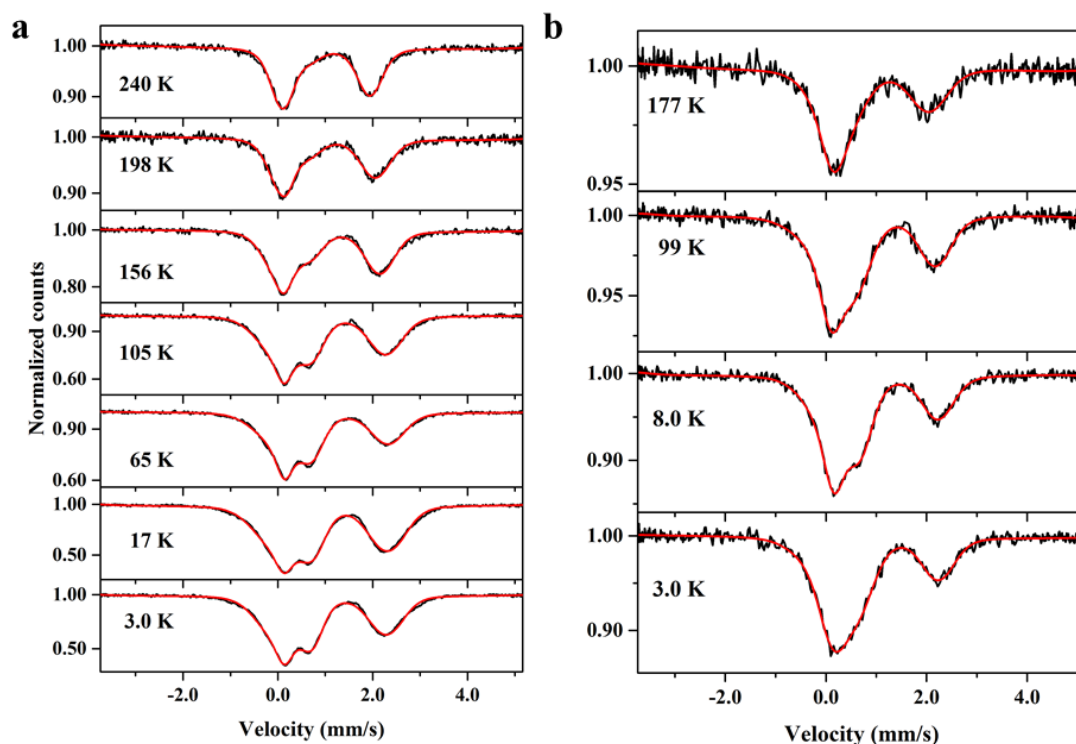 a
1.00
0.90
240 K
1.00
0.90
198 K
1.00
0.80
156 K
0.90
0.60
105 K
0.90
0.60
65 K
1.00
0.50
17 K
1.00
0.50
3.0 K
Normalized counts
-2.0 0.0 2.0 4.0
Velocity (mm/s)
b
1.00
0.95
177 K
1.00
0.95
99 K
1.00
0.90
8.0 K
1.00
0.90
3.0 K
-2.0 0.0 2.0 4.0
Velocity (mm/s)